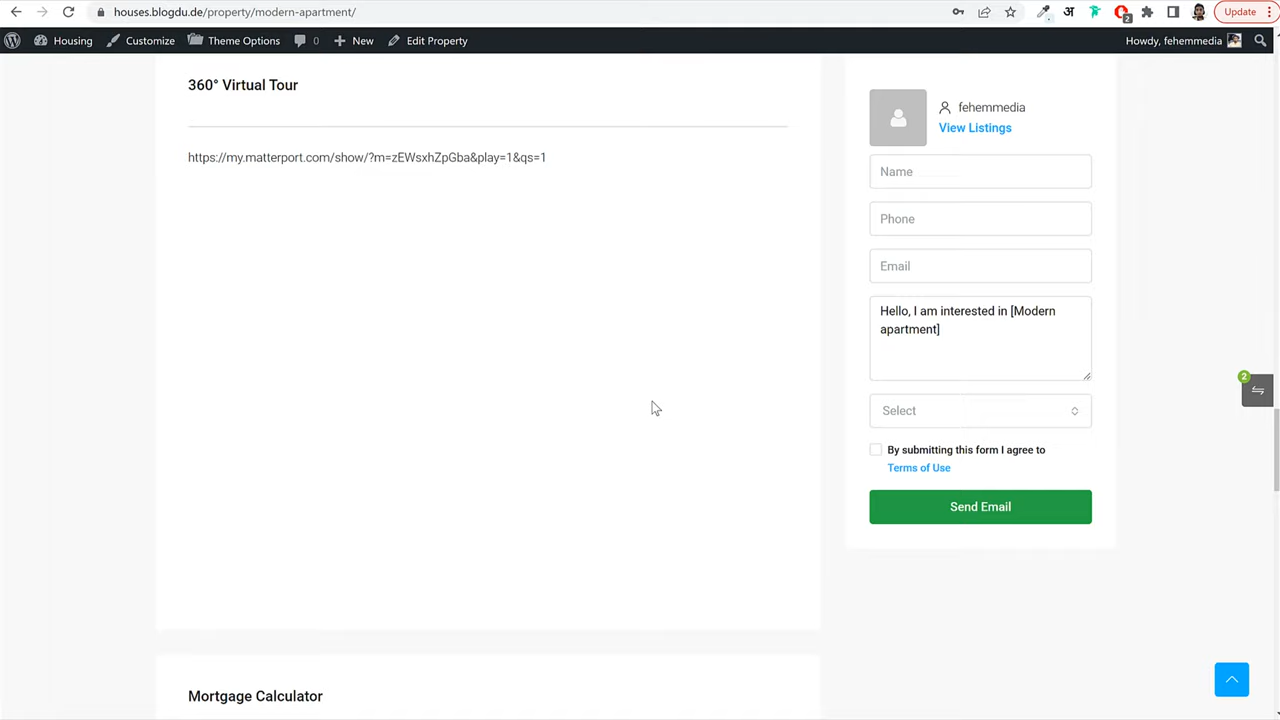 houses.blogdu.de/property/modern-apartment/
अ
2
Update
Housing
Customize
Theme Options
0
New
Edit Property
Howdy, fehemmedia
360° Virtual Tour
https://my.matterport.com/show/?m=zEWsxhZpGba&play=1&qs=1
fehemmedia
View Listings
Name
Phone
Email
Hello, I am interested in [Modern
apartment]
2
Select
By submitting this form I agree to
Terms of Use
Send Email
Mortgage Calculator